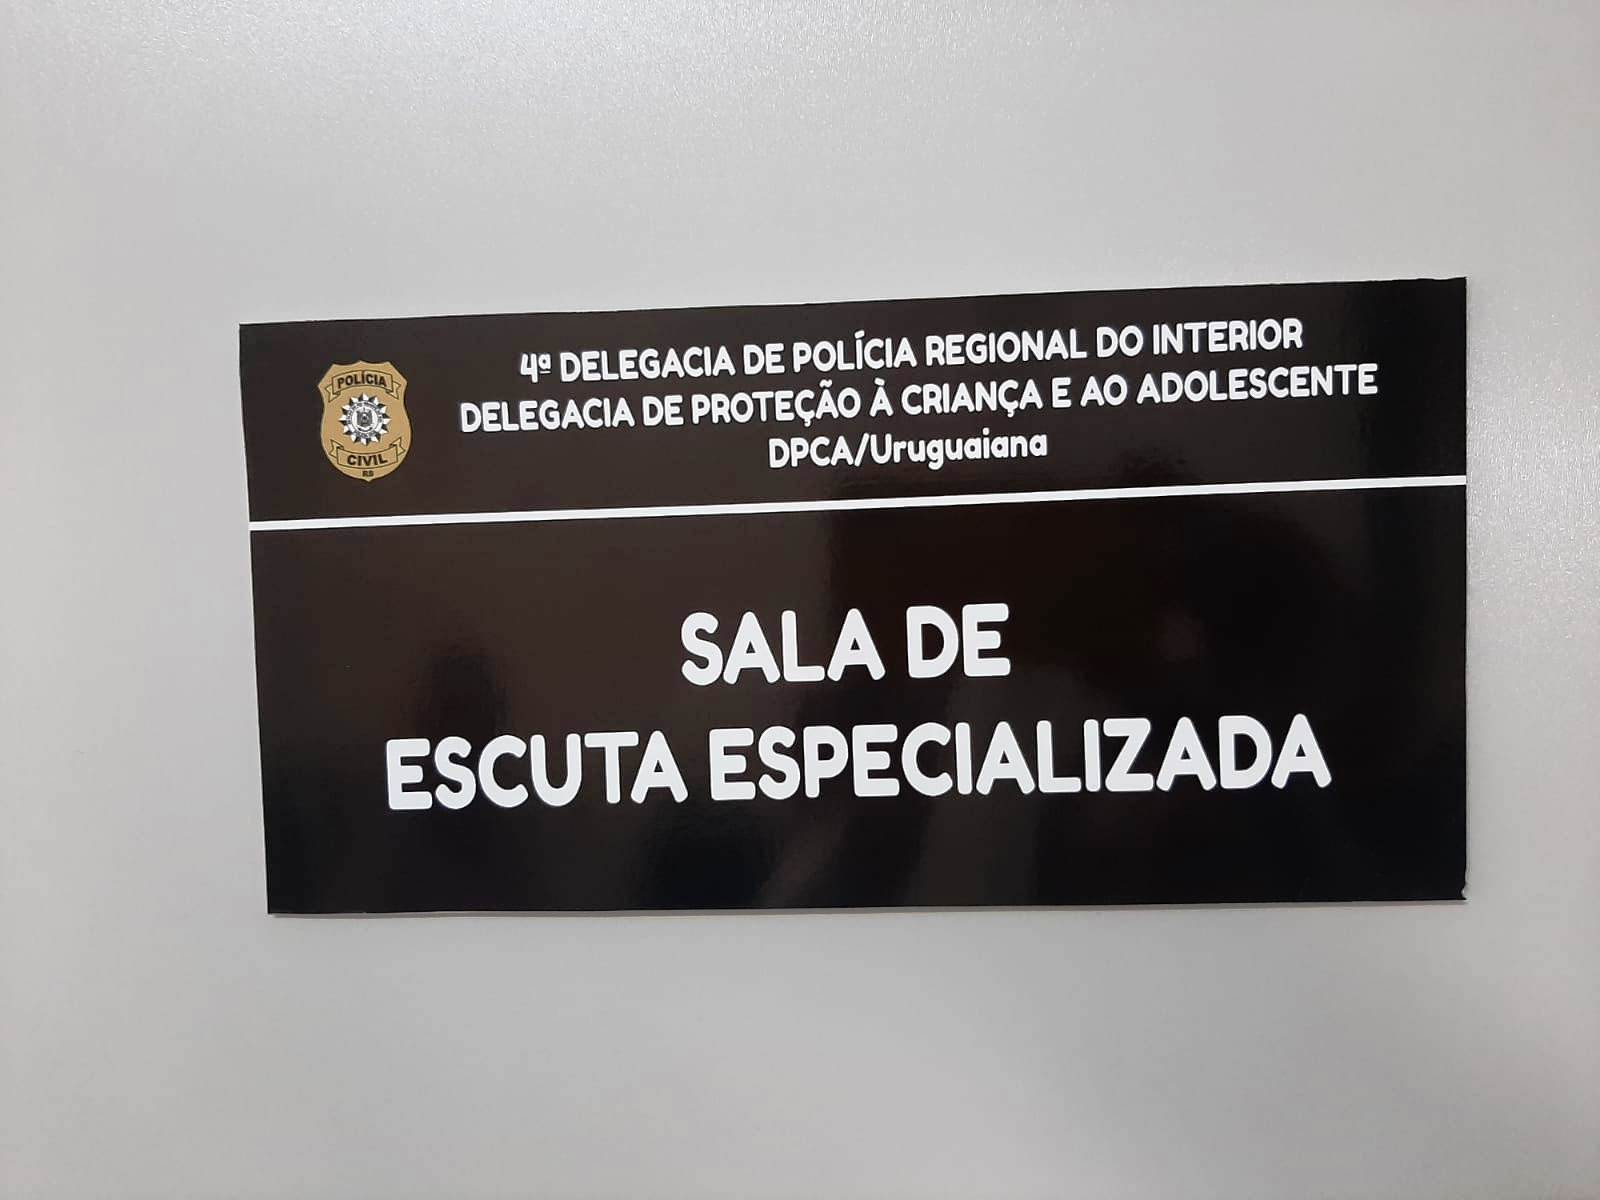 4ª DELEGACIA DE POLÍCIA REGIONAL DO INTERIOR
DELEGACIA DE PROTEÇÃO À CRIANÇA E AO ADOLESCENTE
DPCA/Uruguaiana
POLÍCIA
CIVIL
RS
SALA DE
ESCUTA ESPECIALIZADA